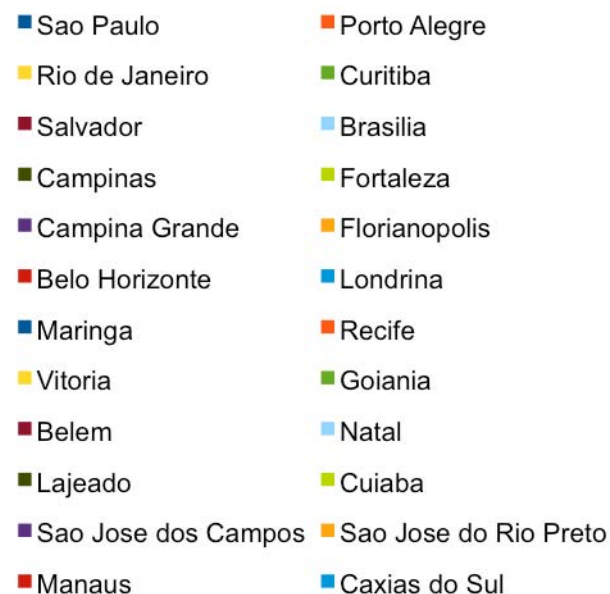 Sao Paulo
Porto Alegre
Rio de Janeiro
Curitiba
Salvador
Brasilia
Campinas
Fortaleza
Campina Grande
Florianopolis
Belo Horizonte
Londrina
Maringa
Recife
Vitoria
Goiania
Belem
Natal
Lajeado
Cuiaba
Sao Jose dos Campos
Sao Jose do Rio Preto
Manaus
Caxias do Sul